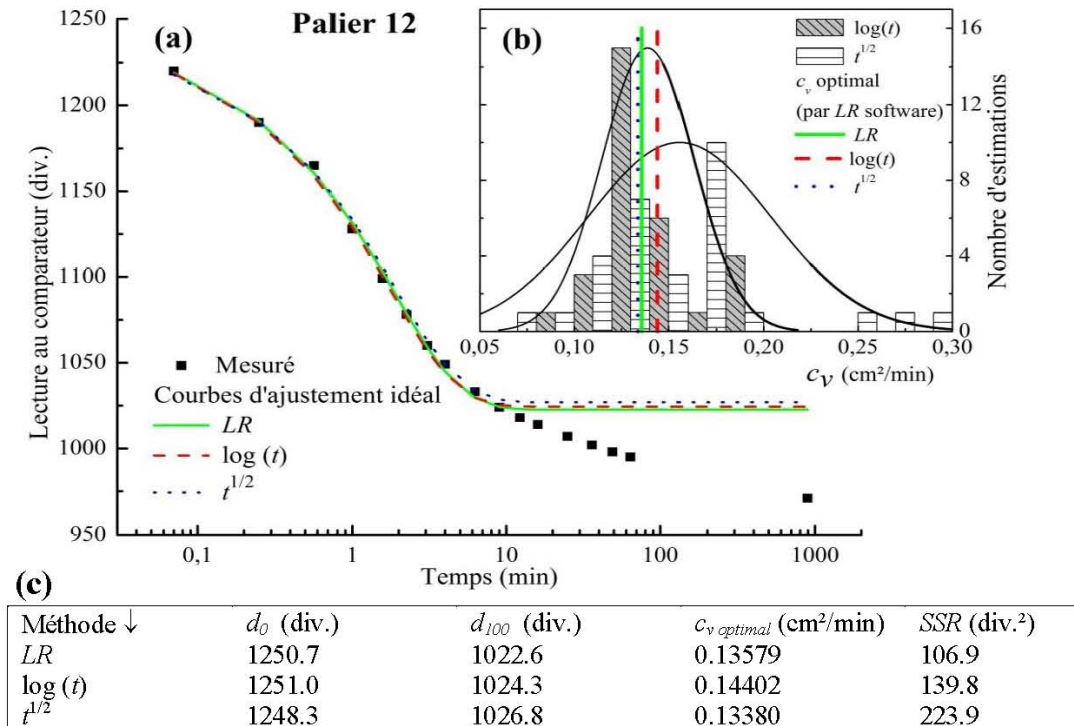 Palier 12
(a)
1250
1200
1150
1100
1050
1000
950
Lecture au comparateur (div.)
Mesuré
Courbes d'ajustement idéal
LR
log (t)
t^1/2
0,1
1
10
100
1000
Temps (min)
(b)
log(t)
t^1/2
c_v optimal
(par LR software)
LR
log(t)
t^1/2
16
12
8
4
0
Nombre d'estimations
0,05
0,10
0,15
0,20
0,25
0,30
c_v (cm²/min)
(c)
Méthode ↓ d_0 (div.) d_100 (div.) c_v optimal (cm²/min) SSR (div.²)
LR 1250.7 1022.6 0.13579 106.9
log (t) 1251.0 1024.3 0.14402 139.8
t^1/2 1248.3 1026.8 0.13380 223.9